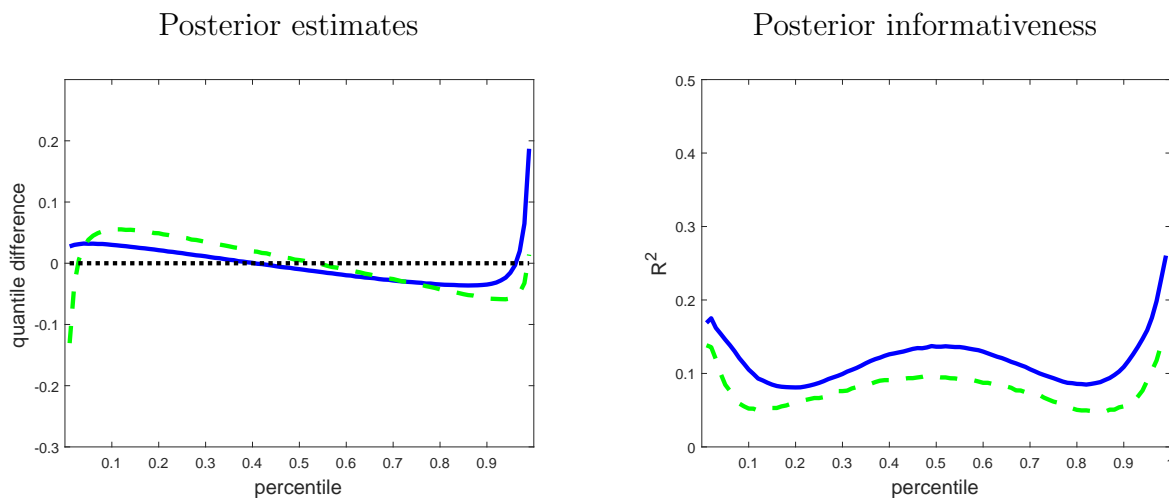 Posterior estimates
quantile difference
0.2
0.1
0
-0.1
-0.2
-0.3
0.1 0.2 0.3 0.4 0.5 0.6 0.7 0.8 0.9
percentile
Posterior informativeness
R2
0.5
0.4
0.3
0.2
0.1
0
0.1 0.2 0.3 0.4 0.5 0.6 0.7 0.8 0.9 1
percentile